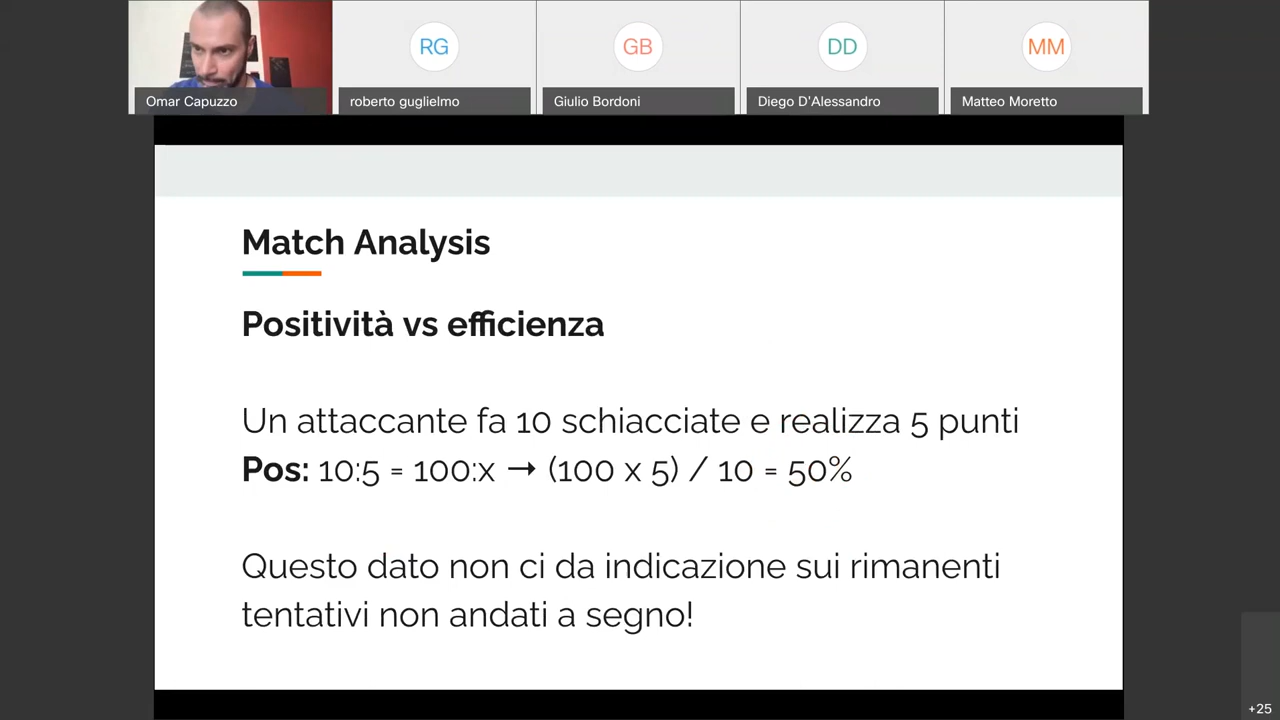 RG
GB
DD
MM
Omar Capuzzo
roberto guglielmo
Giulio Bordoni
Diego D'Alessandro
Matteo Moretto
Match Analysis
Positività vs efficienza
Un attaccante fa 10 schiacciate e realizza 5 punti
Pos: 10:5 = 100:x → (100 x 5) / 10 = 50%
Questo dato non ci da indicazione sui rimanenti
tentativi non andati a segno!
+25